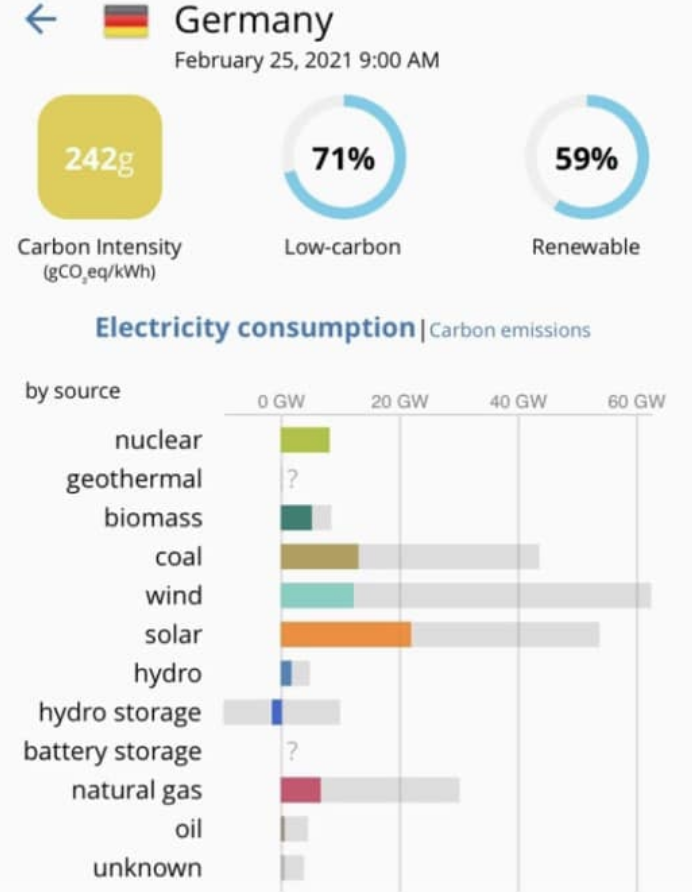 Germany
February 25, 2021 9:00 AM
242g
71%
59%
Carbon Intensity
(gCO₂eq/kWh)
Low-carbon
Renewable
Electricity consumption|Carbon emissions
by source
0 GW 20 GW 40 GW 60 GW
nuclear
geothermal ?
biomass
coal
wind
solar
hydro
hydro storage
battery storage ?
natural gas
oil
unknown